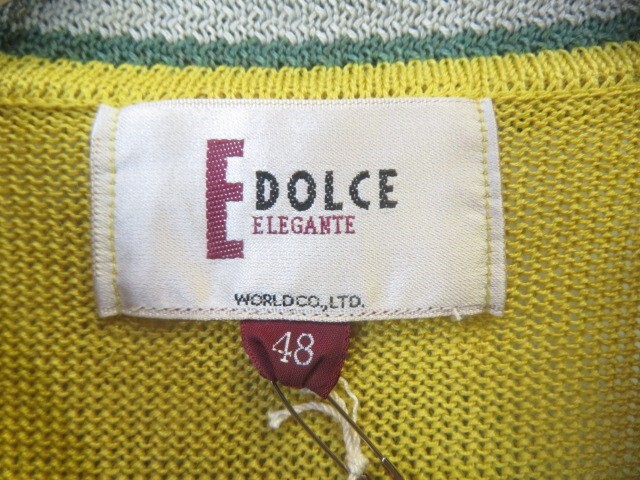 E DOLCE
ELEGANTE
WORLD CO., LTD.
48